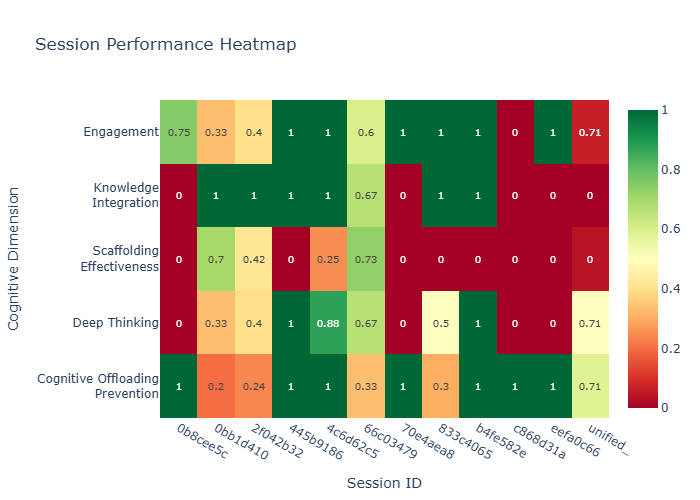 Session Performance Heatmap
Cognitive Dimension
Engagement
0.75 0.33 0.4 1 1 0.6 1 1 1 0 1 0.71
Knowledge
Integration
0 1 1 1 1 0.67 0 1 1 0 0 0
Scaffolding
Effectiveness
0 0.7 0.42 0 0.25 0.73 0 0 0 0 0 0
Deep Thinking
0 0.33 0.4 1 0.88 0.67 0 0.5 1 0 0 0.71
Cognitive Offloading
Prevention
1 0.2 0.24 1 1 0.33 1 0.3 1 1 1 0.71
0b8cee5c
0bb1d410
2f042b32
445b9186
4c6d62c5
66c03479
70e4aea8
833c4065
b4fe582e
c868d31a
eefa0c66
unified_
Session ID
1
0.8
0.6
0.4
0.2
0